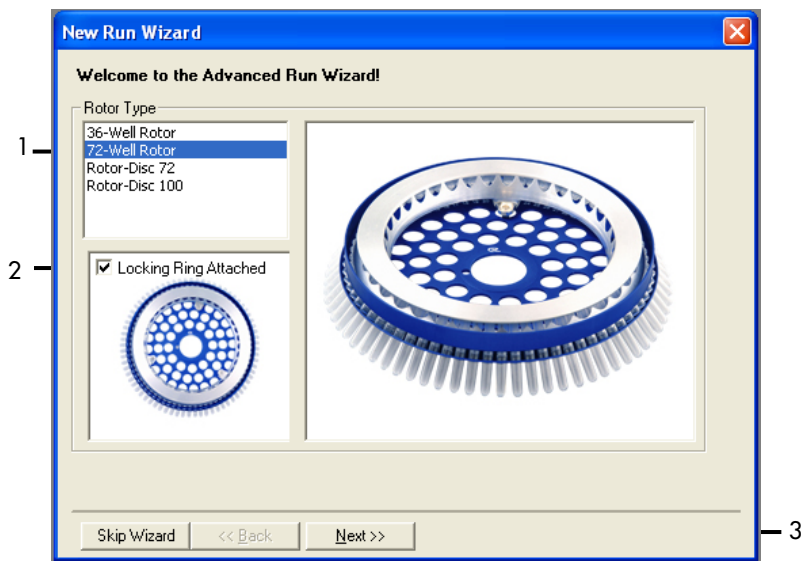 New Run Wizard
Welcome to the Advanced Run Wizard!
Rotor Type
36-Well Rotor
1
72-Well Rotor
Rotor-Disc 72
Rotor-Disc 100
2
Locking Ring Attached
Skip Wizard
<< Back
Next >>
3